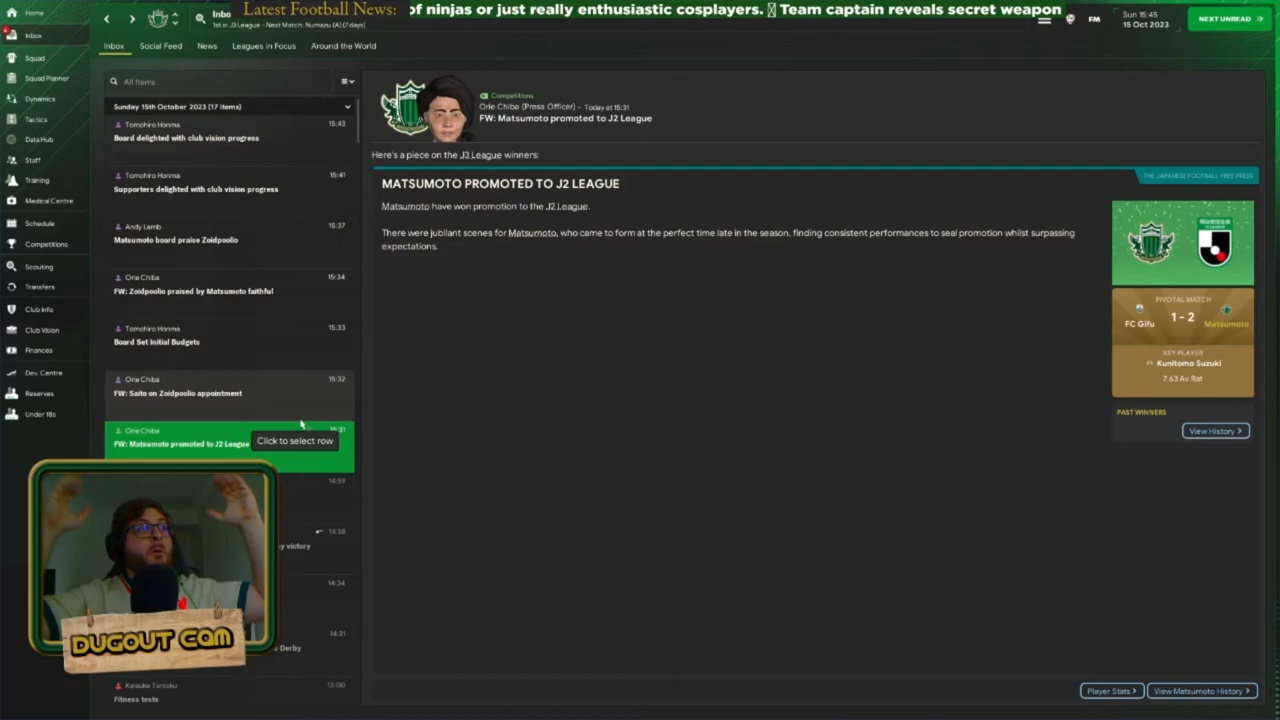 Latest Football News: of ninjas or just really enthusiastic cosplayers. Team captain reveals secret weapon
Home
Inbox
Squad
Squad Planner
Dynamics
Tactics
Data Hub
Staff
Training
Medical Centre
Schedule
Competitions
Scouting
Transfers
Club Info
Club Vision
Finances
Dev. Centre
Reserves
Under 18s
Inbo
1st in J3 League - Next Match: Numazu (A) (7 days)
FM
Sun 15:45
15 Oct 2023
NEXT UNREAD
Inbox Social Feed News Leagues in Focus Around the World
All Items
Sunday 15th October 2023 (17 items)
Tomohiro Honma 15:43
Board delighted with club vision progress
Tomohiro Honma 15:41
Supporters delighted with club vision progress
Andy Lamb 15:37
Matsumoto board praise Zoidpoolio
Orie Chiba 15:34
FW: Zoidpoolio praised by Matsumoto faithful
Tomohiro Honma 15:33
Board Set Initial Budgets
Orie Chiba 15:32
FW: Saito on Zoidpoolio appointment
Orie Chiba 15:31
FW: Matsumoto promoted to J2 League
Click to select row
14:59
14:38
victory
14:34
14:31
Derby
13:00
Fitness tests
DUGOUT CAM
Competitions
Orie Chiba (Press Officer) - Today at 15:31
FW: Matsumoto promoted to J2 League
Here's a piece on the J3 League winners:
THE JAPANESE FOOTBALL FREE PRESS
MATSUMOTO PROMOTED TO J2 LEAGUE
Matsumoto have won promotion to the J2 League.
There were jubilant scenes for Matsumoto, who came to form at the perfect time late in the season, finding consistent performances to seal promotion whilst surpassing
expectations.
PIVOTAL MATCH
1 - 2
FC Gifu Matsumoto
KEY PLAYER
Kunitomo Suzuki
7.63 Av Rat
PAST WINNERS
View History
Player Stats
View Matsumoto History